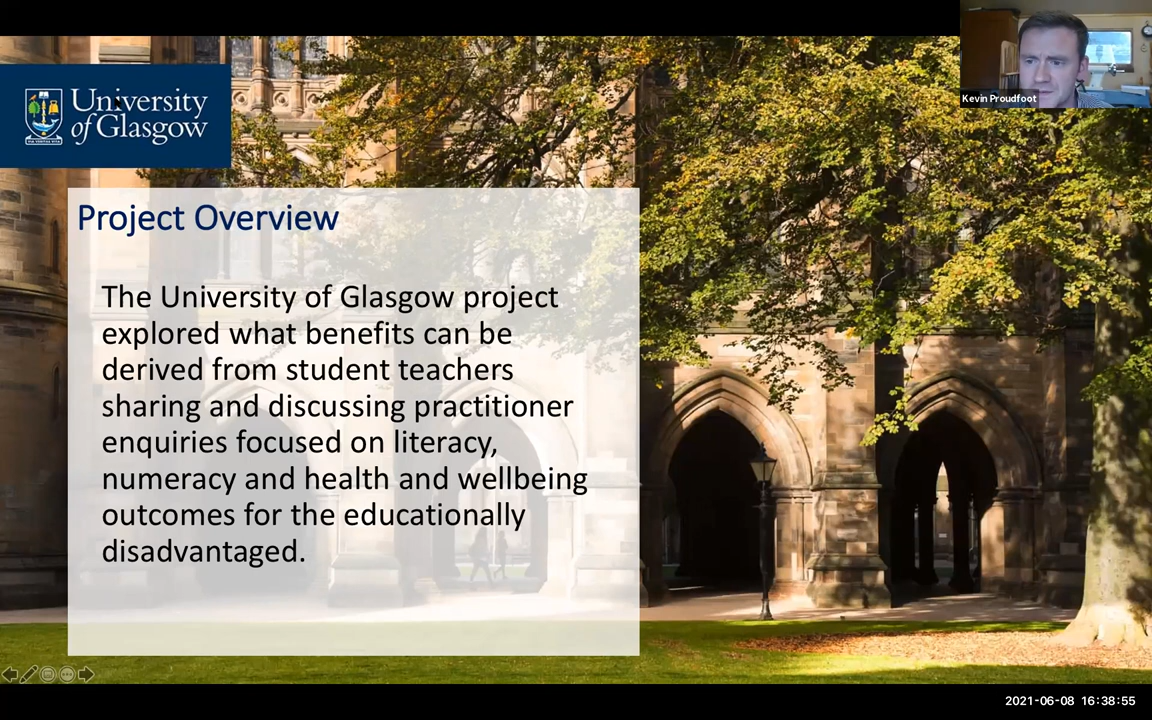 Kevin Proudfoot
University
of Glasgow
Project Overview
The University of Glasgow project
explored what benefits can be
derived from student teachers
sharing and discussing practitioner
enquiries focused on literacy,
numeracy and health and wellbeing
outcomes for the educationally
disadvantaged.
2021-06-08 16:38:55